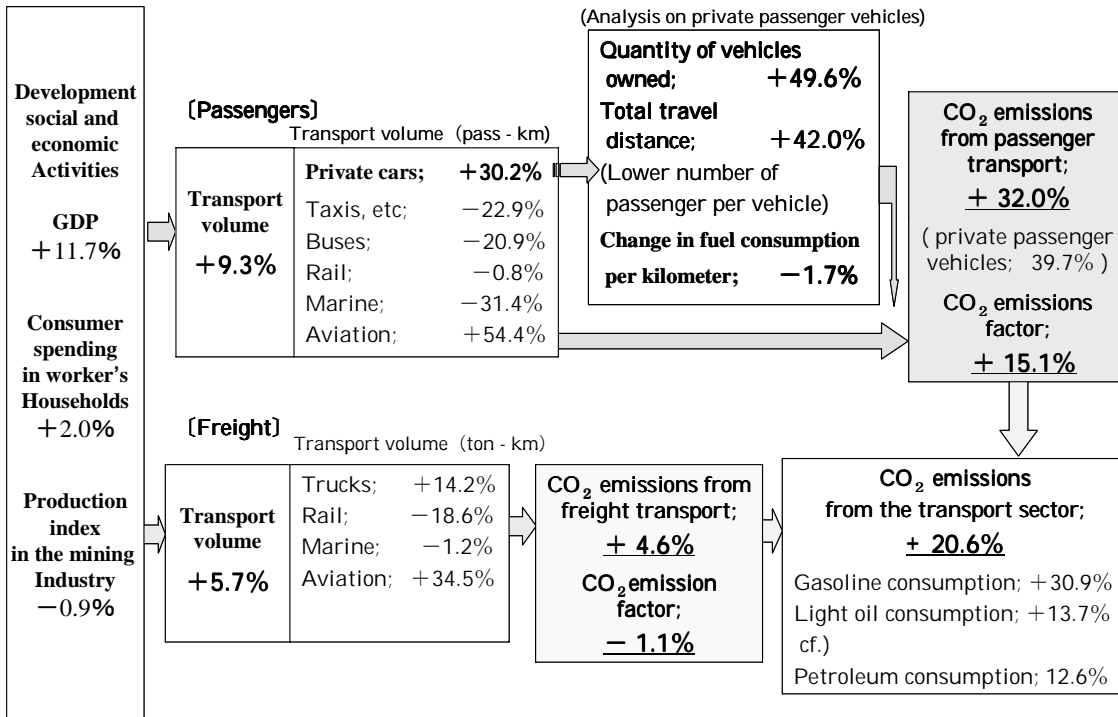 Development
social and
economic
Activities
GDP
+11.7%
Consumer
spending
in worker's
Households
+2.0%
Production
index
in the mining
Industry
−0.9%
〔Passengers〕
Transport volume (pass - km)
Transport
volume
+9.3%
Private cars; +30.2%
Taxis, etc; −22.9%
Buses; −20.9%
Rail; −0.8%
Marine; −31.4%
Aviation; +54.4%
(Analysis on private passenger vehicles)
Quantity of vehicles
owned; +49.6%
Total travel
distance; +42.0%
(Lower number of
passenger per vehicle)
Change in fuel consumption
per kilometer; −1.7%
CO₂ emissions
from passenger
transport;
+ 32.0%
( private passenger
vehicles; 39.7% )
CO₂ emissions
factor;
+ 15.1%
〔Freight〕
Transport volume (ton - km)
Transport
volume
+5.7%
Trucks; +14.2%
Rail; −18.6%
Marine; −1.2%
Aviation; +34.5%
CO₂ emissions from
freight transport;
+ 4.6%
CO₂emission
factor;
− 1.1%
CO₂ emissions
from the transport sector;
+ 20.6%
Gasoline consumption; +30.9%
Light oil consumption; +13.7%
cf.)
Petroleum consumption; 12.6%